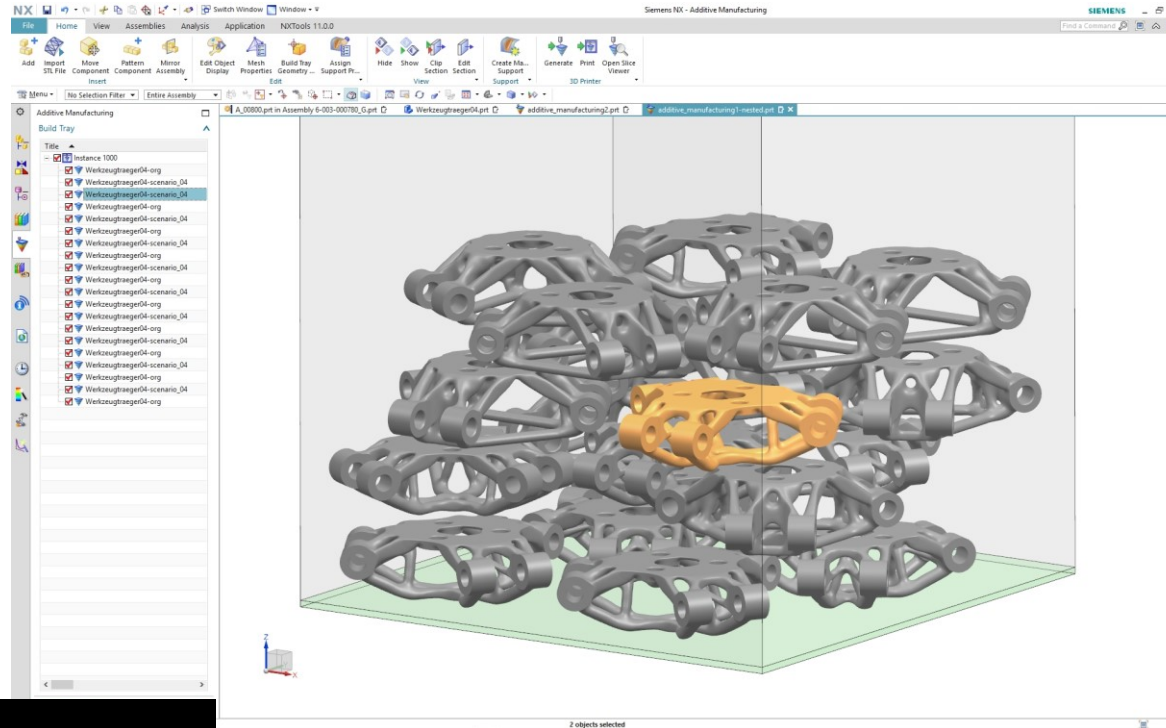 NX Switch Window Window Siemens NX - Additive Manufacturing SIEMENS
File Home View Assemblies Analysis Application NXTools 11.0.0 Find a Command
Add Import STL File Move Component Pattern Component Mirror Assembly Edit Object Display Mesh Properties Build Tray Geometry ... Assign Support Pr... Hide Show Clip Section Edit Section Create Ma... Support Generate Print Open Slice Viewer
Insert Edit View Support 3D Printer
Menu No Selection Filter Entire Assembly
Additive Manufacturing
A_00800.prt in Assembly 6-003-000780_G.prt Werkzeugtraeger04.prt additive_manufacturing2.prt additive_manufacturing1-nested.prt
Build Tray
Title
Instance 1000
Werkzeugtraeger04-org
Werkzeugtraeger04-scenario_04
Werkzeugtraeger04-scenario_04
Werkzeugtraeger04-org
Werkzeugtraeger04-scenario_04
Werkzeugtraeger04-org
Werkzeugtraeger04-scenario_04
Werkzeugtraeger04-org
Werkzeugtraeger04-scenario_04
Werkzeugtraeger04-org
Werkzeugtraeger04-scenario_04
Werkzeugtraeger04-org
Werkzeugtraeger04-scenario_04
Werkzeugtraeger04-org
Werkzeugtraeger04-scenario_04
Werkzeugtraeger04-org
Werkzeugtraeger04-scenario_04
Werkzeugtraeger04-org
Werkzeugtraeger04-scenario_04
Werkzeugtraeger04-org
Z
X
2 objects selected